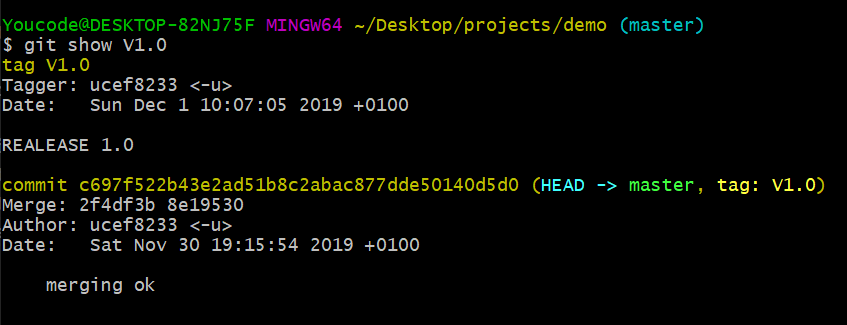 Youcode@DESKTOP-82NJ75F MINGW64 ~/Desktop/projects/demo (master)
$ git show V1.0
tag V1.0
Tagger: ucef8233 <-u>
Date:   Sun Dec 1 10:07:05 2019 +0100

REALEASE 1.0

commit c697f522b43e2ad51b8c2abac877dde50140d5d0 (HEAD -> master, tag: V1.0)
Merge: 2f4df3b 8e19530
Author: ucef8233 <-u>
Date:   Sat Nov 30 19:15:54 2019 +0100

    merging ok